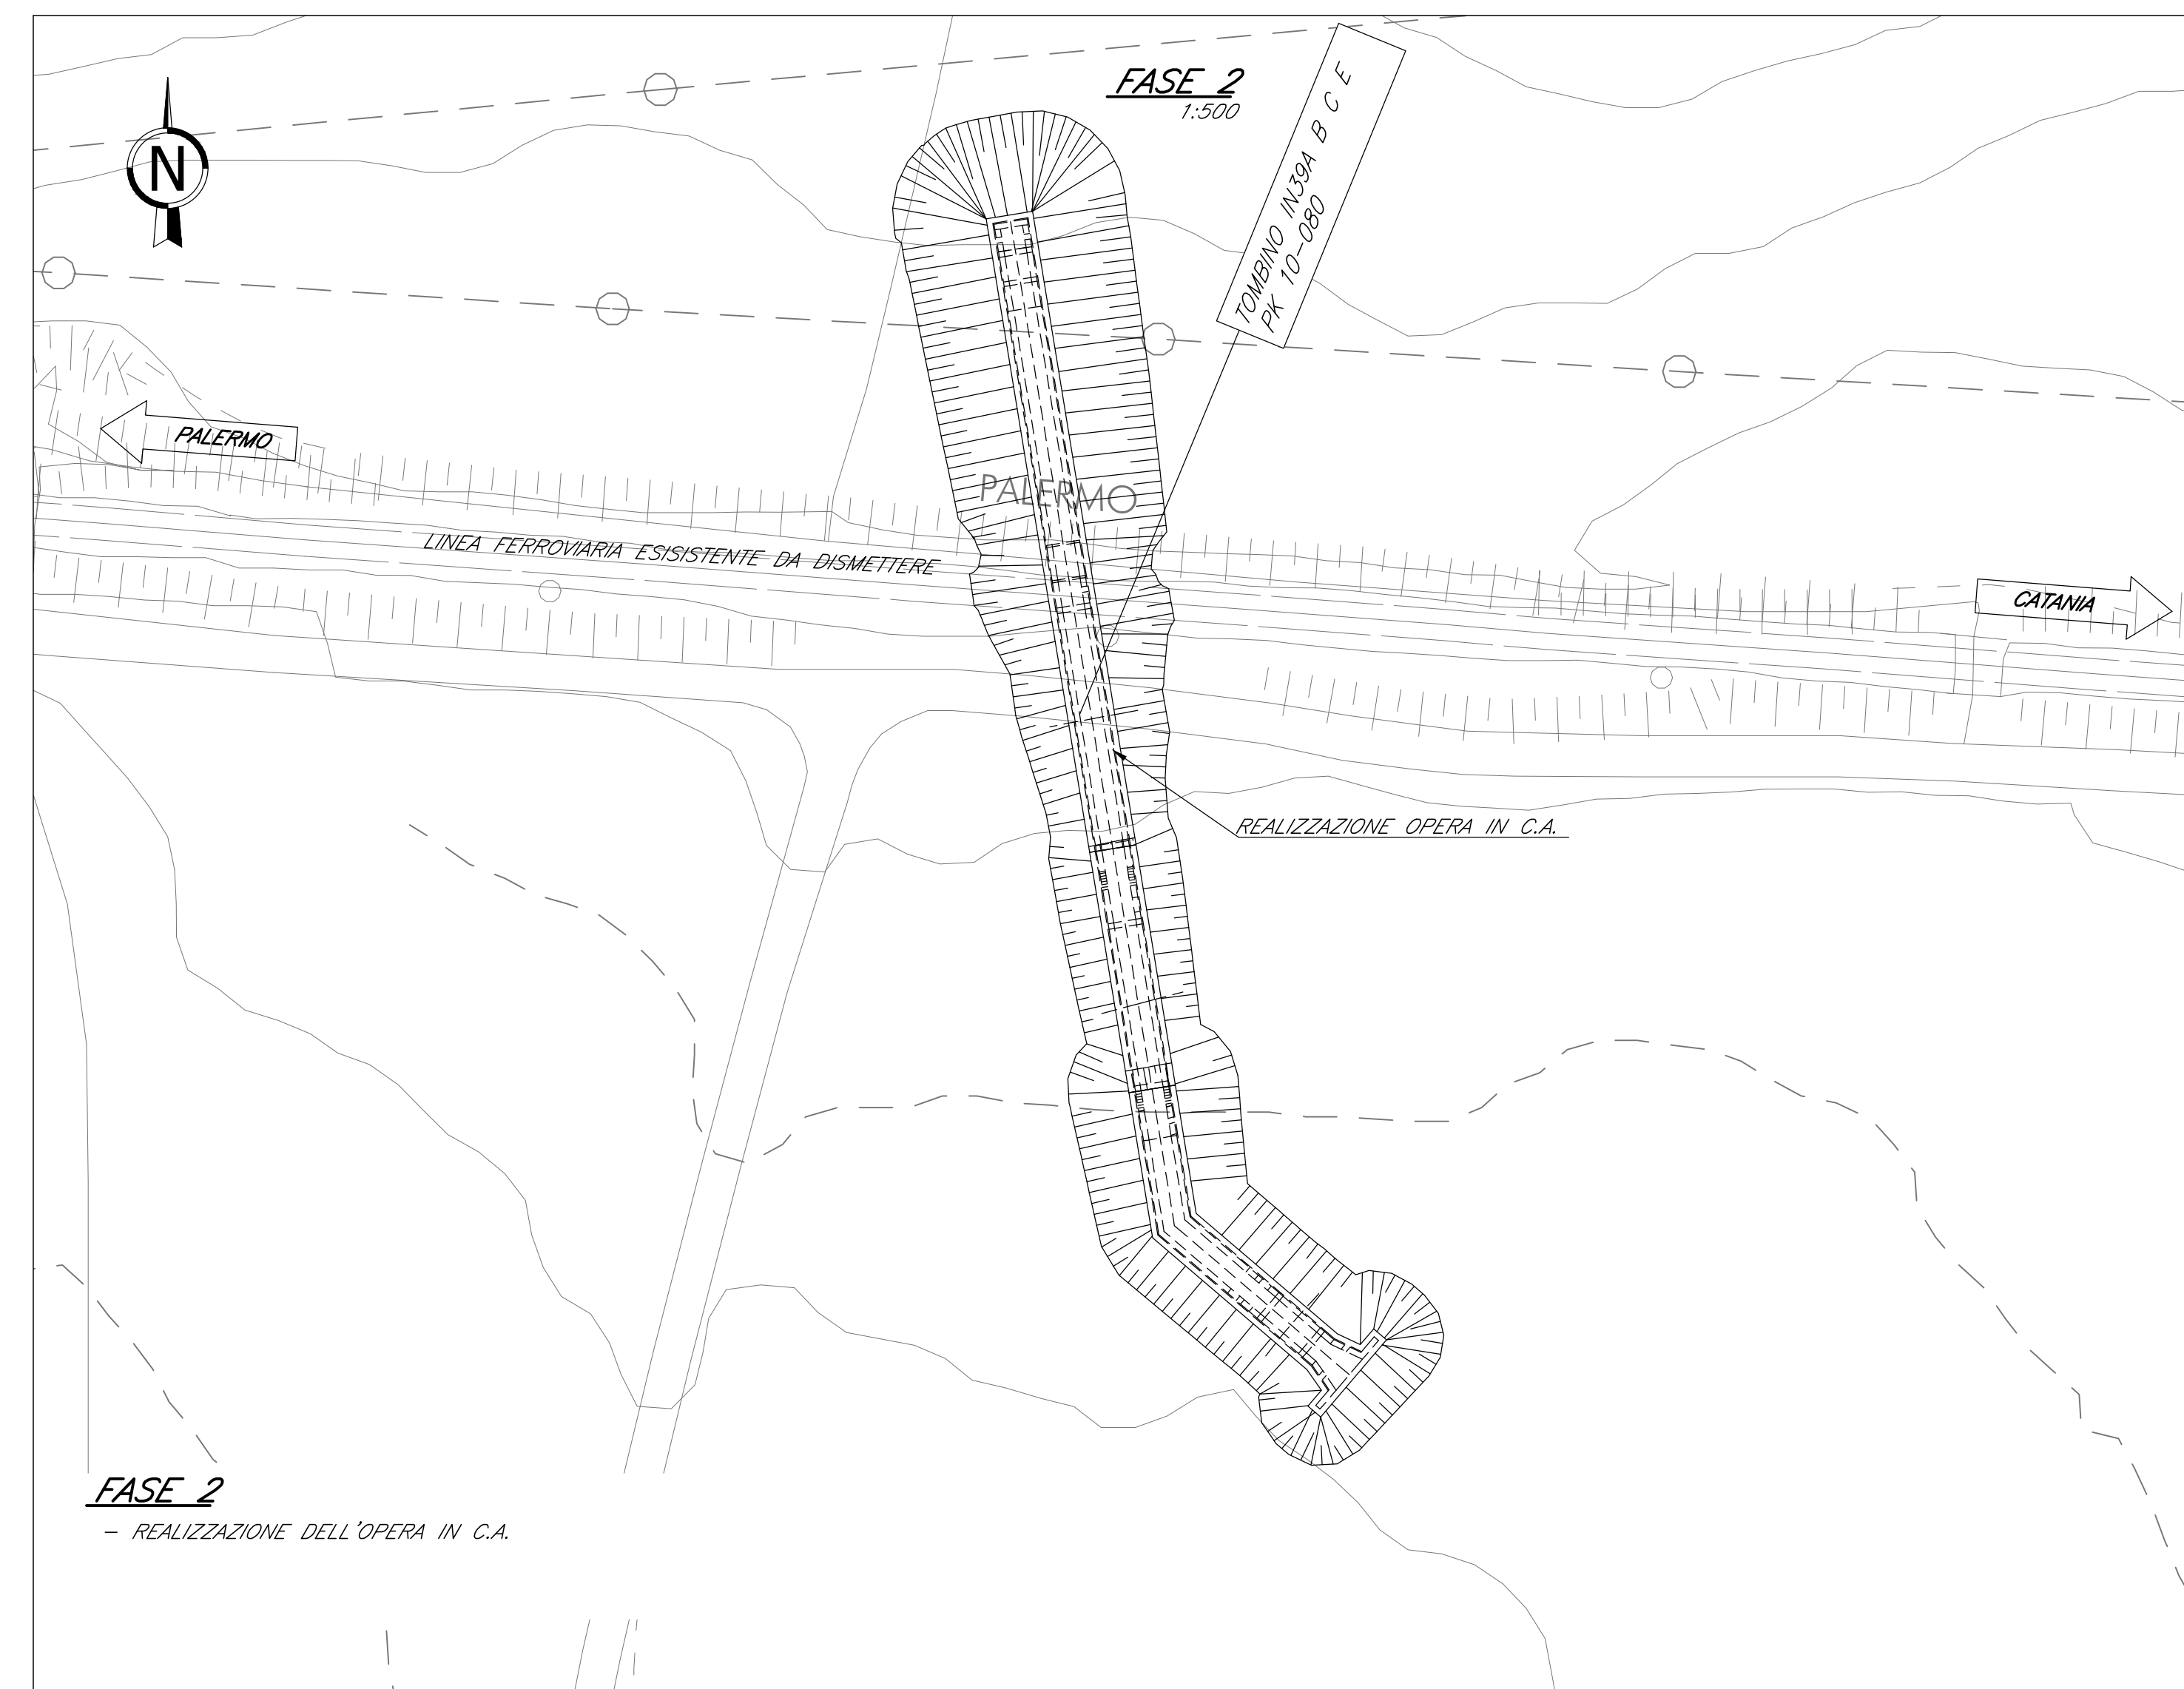 FASE 2
1:500
N
TOMBINO IN39A B C E
PK 10-080
PALERMO
PALERMO
LINEA FERROVIARIA ESISISTENTE DA DISMETTERE
CATANIA
REALIZZAZIONE OPERA IN C.A.
FASE 2
- REALIZZAZIONE DELL'OPERA IN C.A.